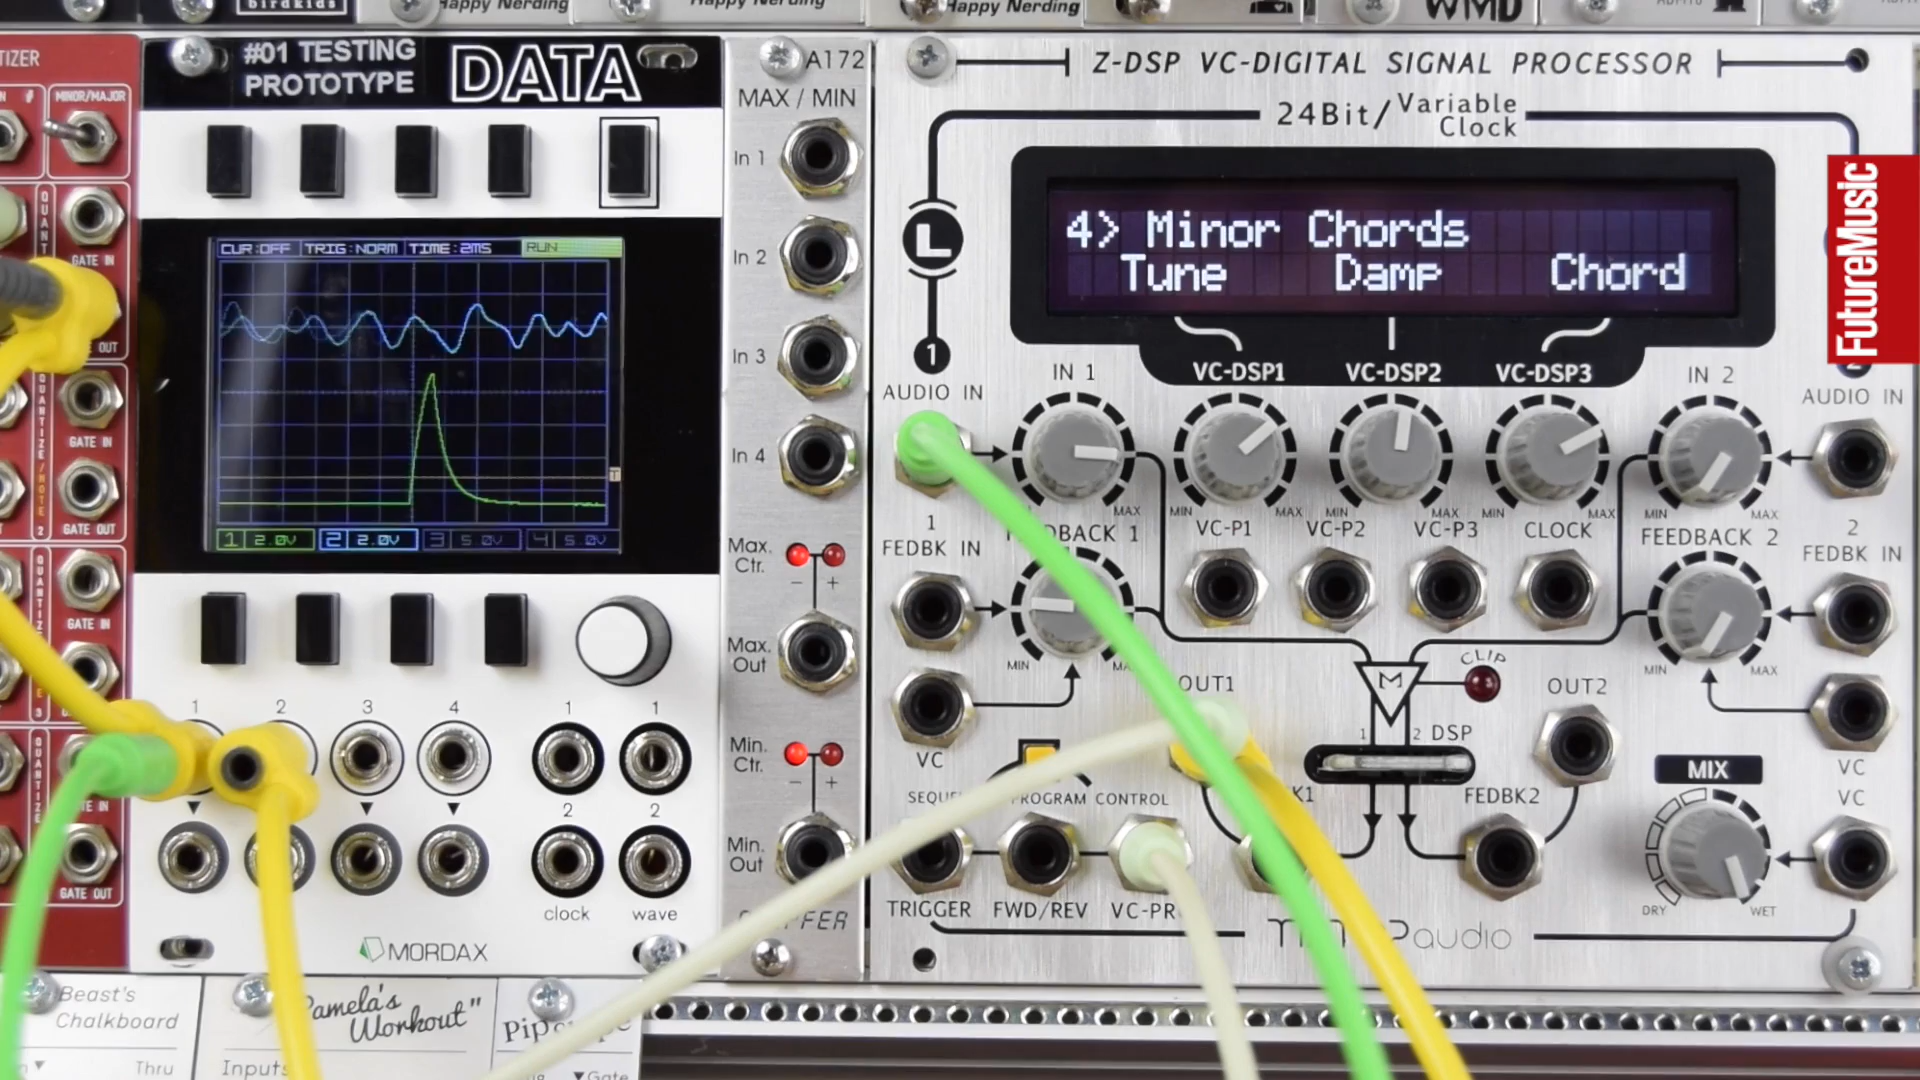 birdkids
Happy Nerding
Happy Nerding
Happy Nerding
WMD
TIZER
MINOR/MAJOR
GATE IN
OUT
GATE IN
GATE OUT
GATE IN
GATE IN
GATE OUT
#01 TESTING
PROTOTYPE
DATA
CUR:OFF TRIG:NORM TIME:2MS RUN
1 2.0V 2 2.0V 3 5.0V 4 5.0V
1 2 3 4 1 1
2 2
clock wave
MORDAX
A172
MAX / MIN
In 1
In 2
In 3
In 4
Max.
Ctr.
- +
Max.
Out
Min.
Ctr.
- +
Min.
Out
Z-DSP VC-DIGITAL SIGNAL PROCESSOR
24Bit/Variable
Clock
L
1
4> Minor Chords
Tune Damp Chord
VC-DSP1 VC-DSP2 VC-DSP3
IN 1
IN 2
AUDIO IN
AUDIO IN
MIN MAX
MIN MAX
MIN MAX
MIN MAX
VC-P1 VC-P2 VC-P3 CLOCK
1
FEDBK IN
FEEDBACK 2
2
FEDBK IN
MIN
MIN MAX
CLIP
M
OUT1
OUT2
1 2 DSP
VC
VC
VC
MIX
DRY WET
PROGRAM CONTROL
FEDBK2
TRIGGER FWD/REV
audio
FutureMusic
Beast's
Chalkboard
Thru
Pamela's
Workout"
Inputs
Gate